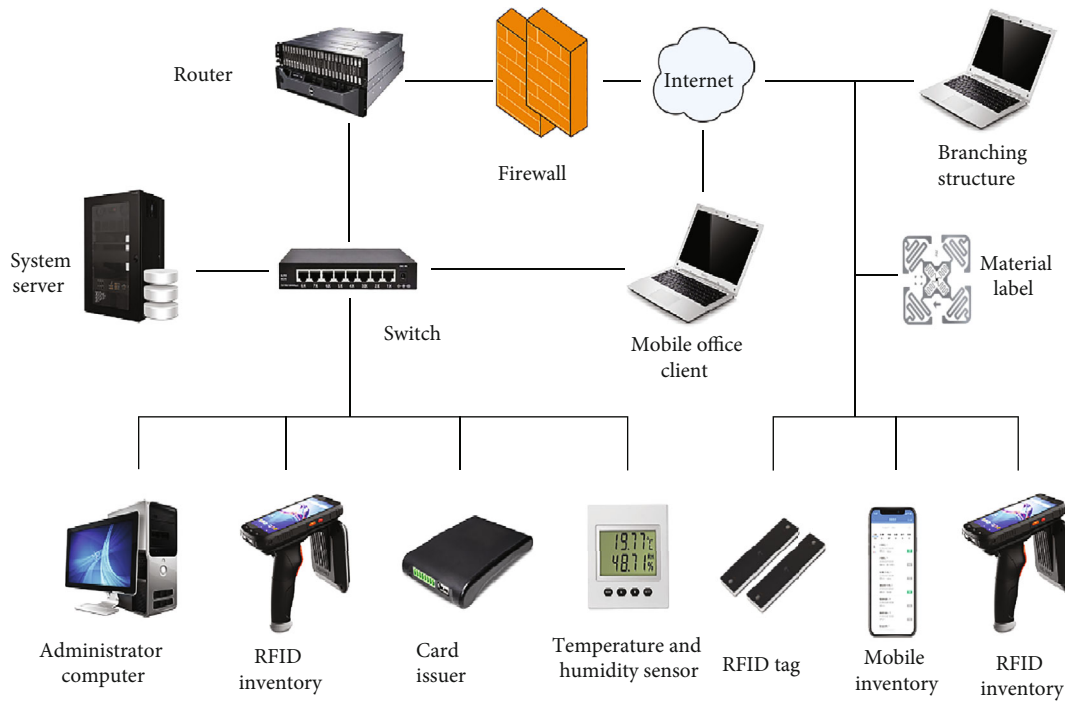 Router
Firewall
Internet
Branching
structure
System
server
Switch
Mobile office
client
Material
label
19.77°C
48.71%
RH
Administrator
computer
RFID
inventory
Card
issuer
Temperature and
humidity sensor
RFID tag
Mobile
inventory
RFID
inventory